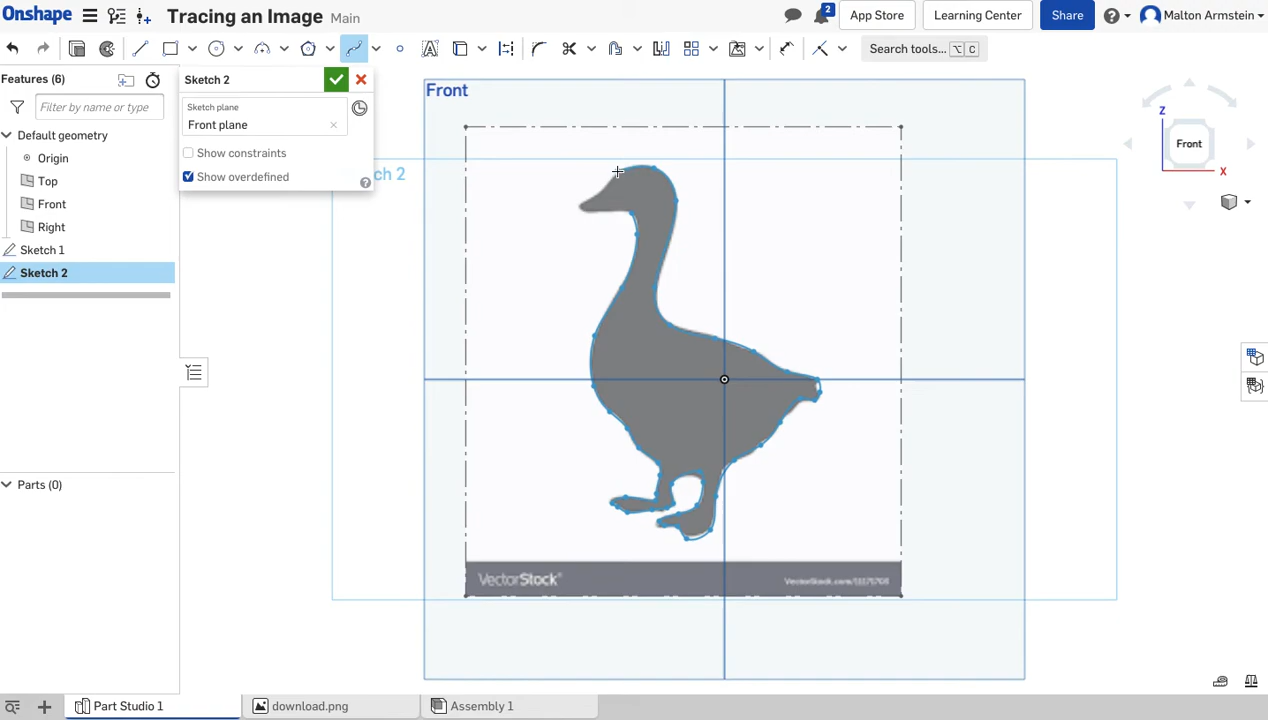 Onshape
Tracing an Image Main
2
App Store
Learning Center
Share
Malton Armstein
Search tools... ⌥ C
Features (6)
Filter by name or type
Default geometry
Origin
Top
Front
Right
Sketch 1
Sketch 2
Parts (0)
Sketch 2
Sketch plane
Front plane
Show constraints
Show overdefined
Front
ch 2
VectorStock®
Z
Front
X
Part Studio 1
download.png
Assembly 1